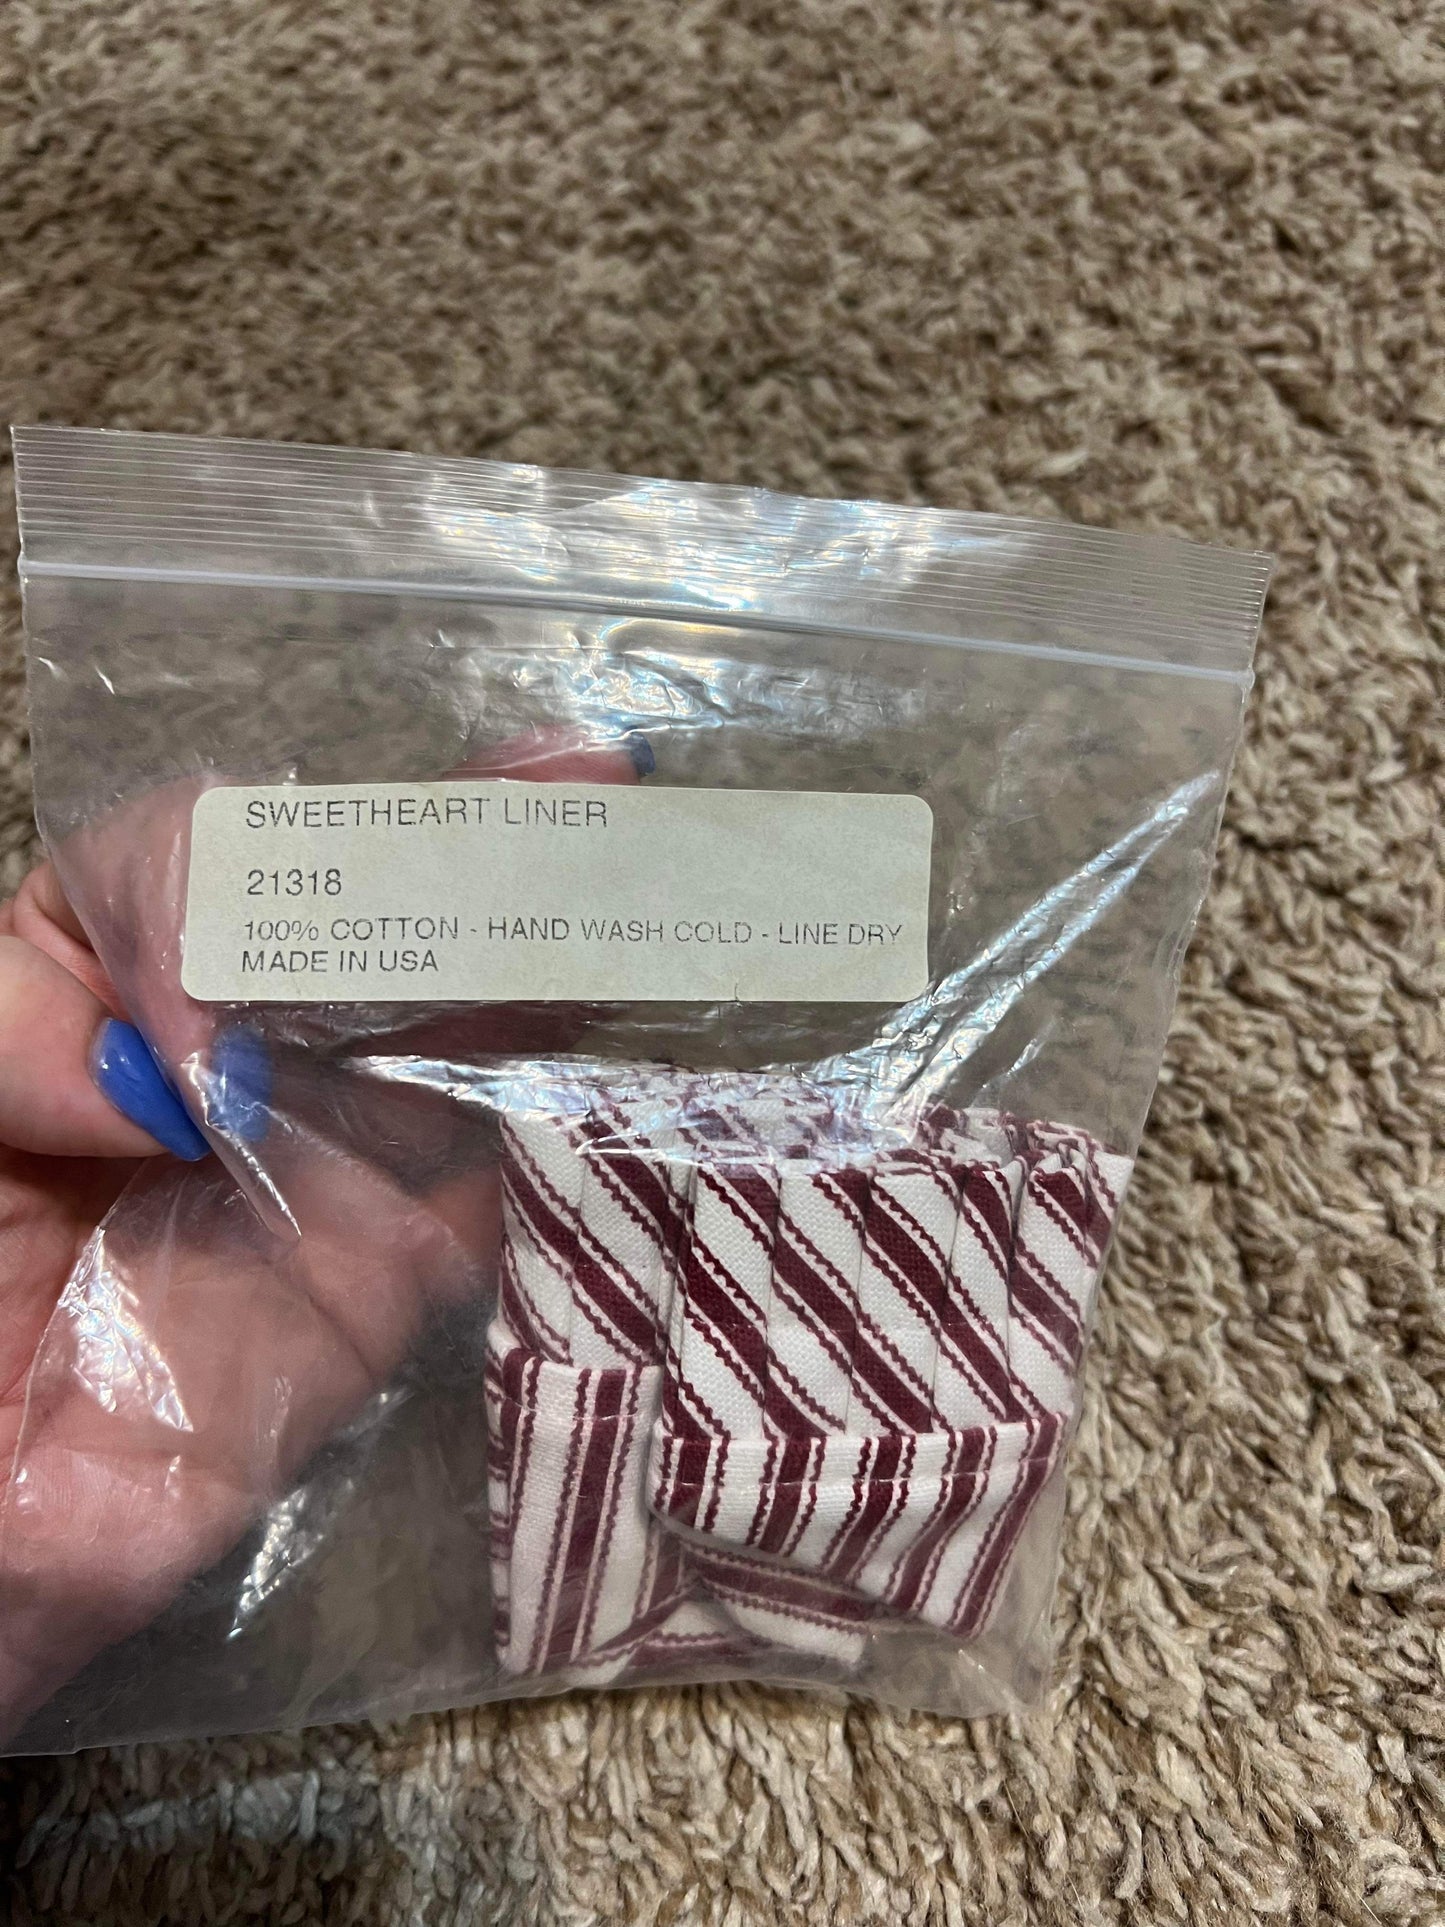 SWEETHEART LINER
21318
100% COTTON - HAND WASH COLD - LINE DRY
MADE IN USA